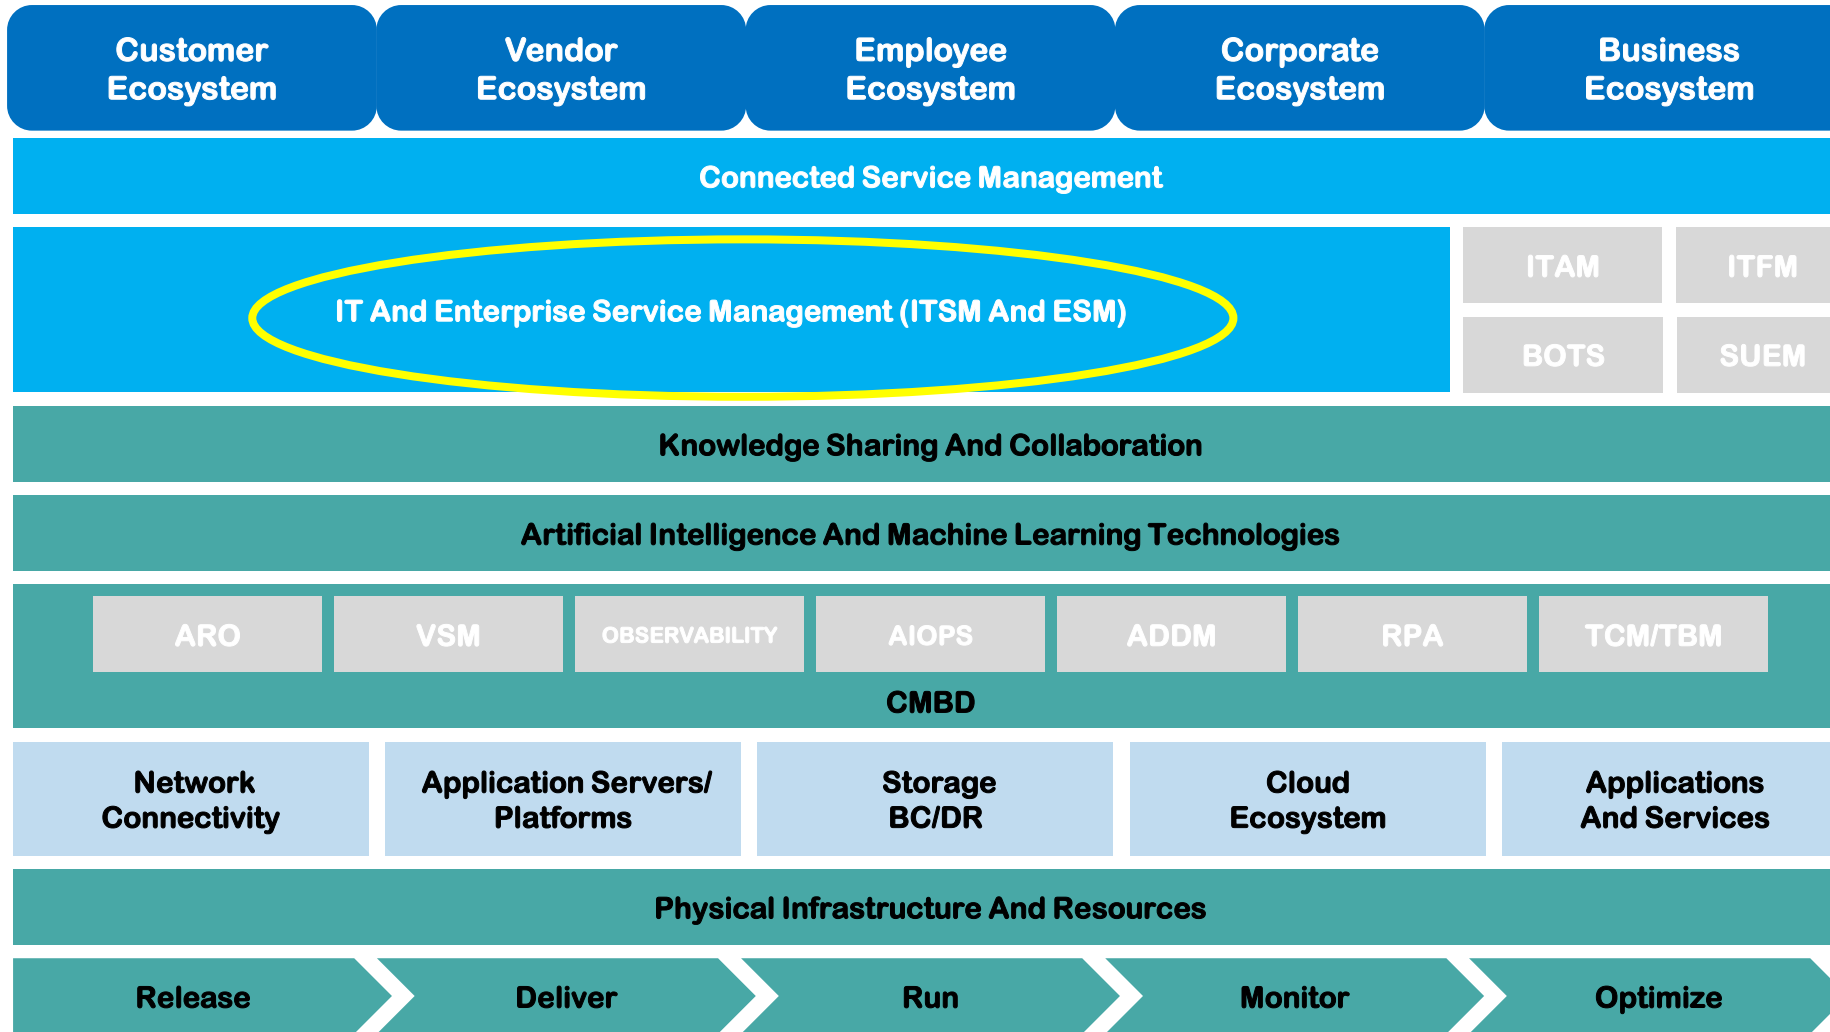 Customer
Ecosystem
Vendor
Ecosystem
Employee
Ecosystem
Corporate
Ecosystem
Business
Ecosystem
Connected Service Management
IT And Enterprise Service Management (ITSM And ESM)
ITAM
ITFM
BOTS
SUEM
Knowledge Sharing And Collaboration
Artificial Intelligence And Machine Learning Technologies
ARO
VSM
OBSERVABILITY
AIOPS
ADDM
RPA
TCM/TBM
CMBD
Network
Connectivity
Application Servers/
Platforms
Storage
BC/DR
Cloud
Ecosystem
Applications
And Services
Physical Infrastructure And Resources
Release
Deliver
Run
Monitor
Optimize